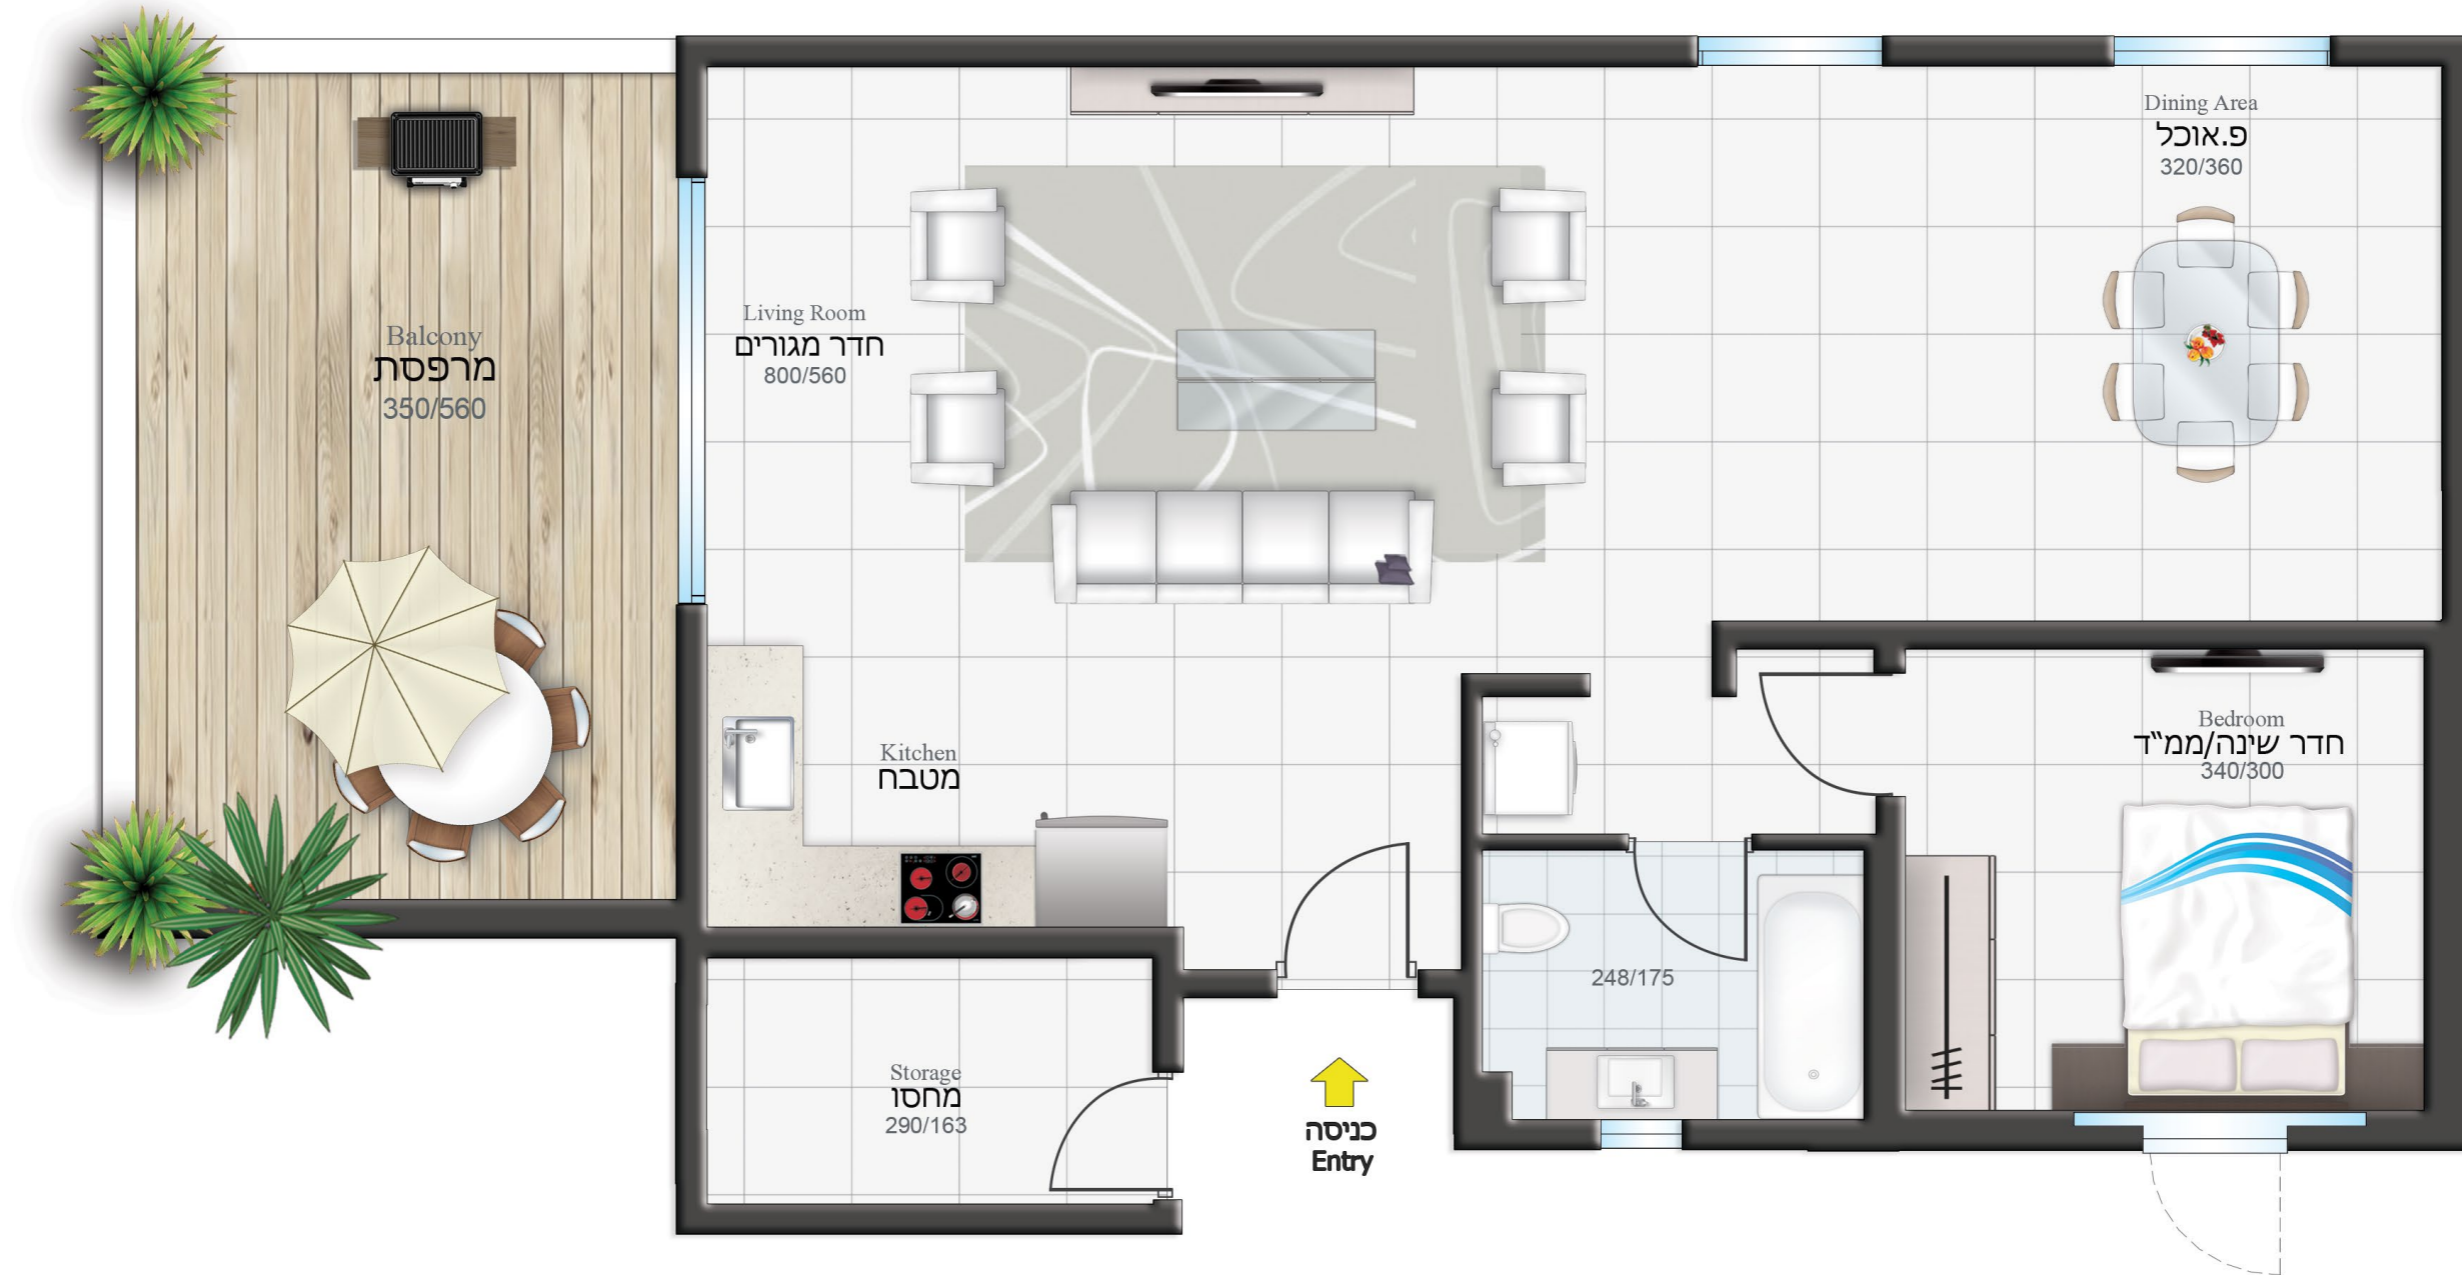 Dining Area
פ.אוכל
320/360
Living Room
חדר מגורים
800/560
Balcony
מרפסת
350/560
Kitchen
מטבח
Bedroom
חדר שינה/ממ"ד
340/300
248/175
Storage
מחסו
290/163
כניסה
Entry